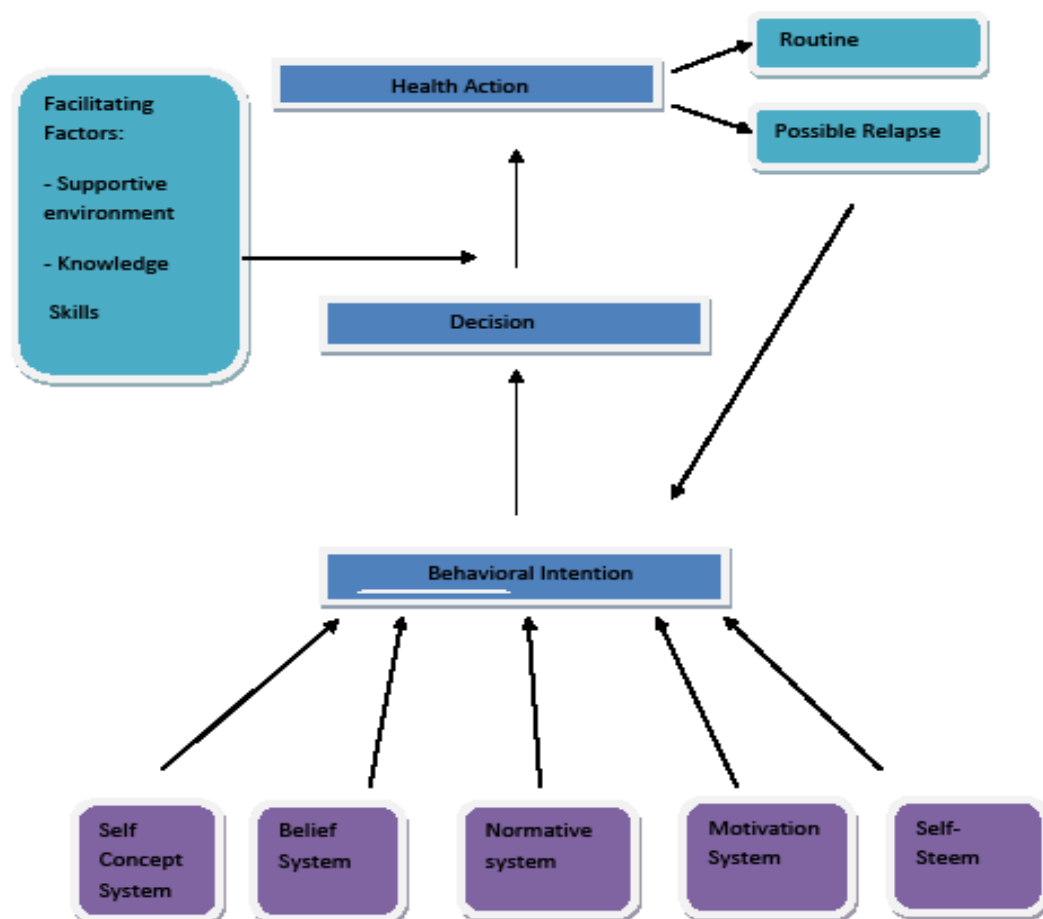 Routine
Health Action
Possible Relapse
Facilitating
Factors:
- Supportive
environment
- Knowledge
Skills
Decision
Behavioral Intention
Self
Concept
System
Belief
System
Normative
system
Motivation
System
Self-
Steem